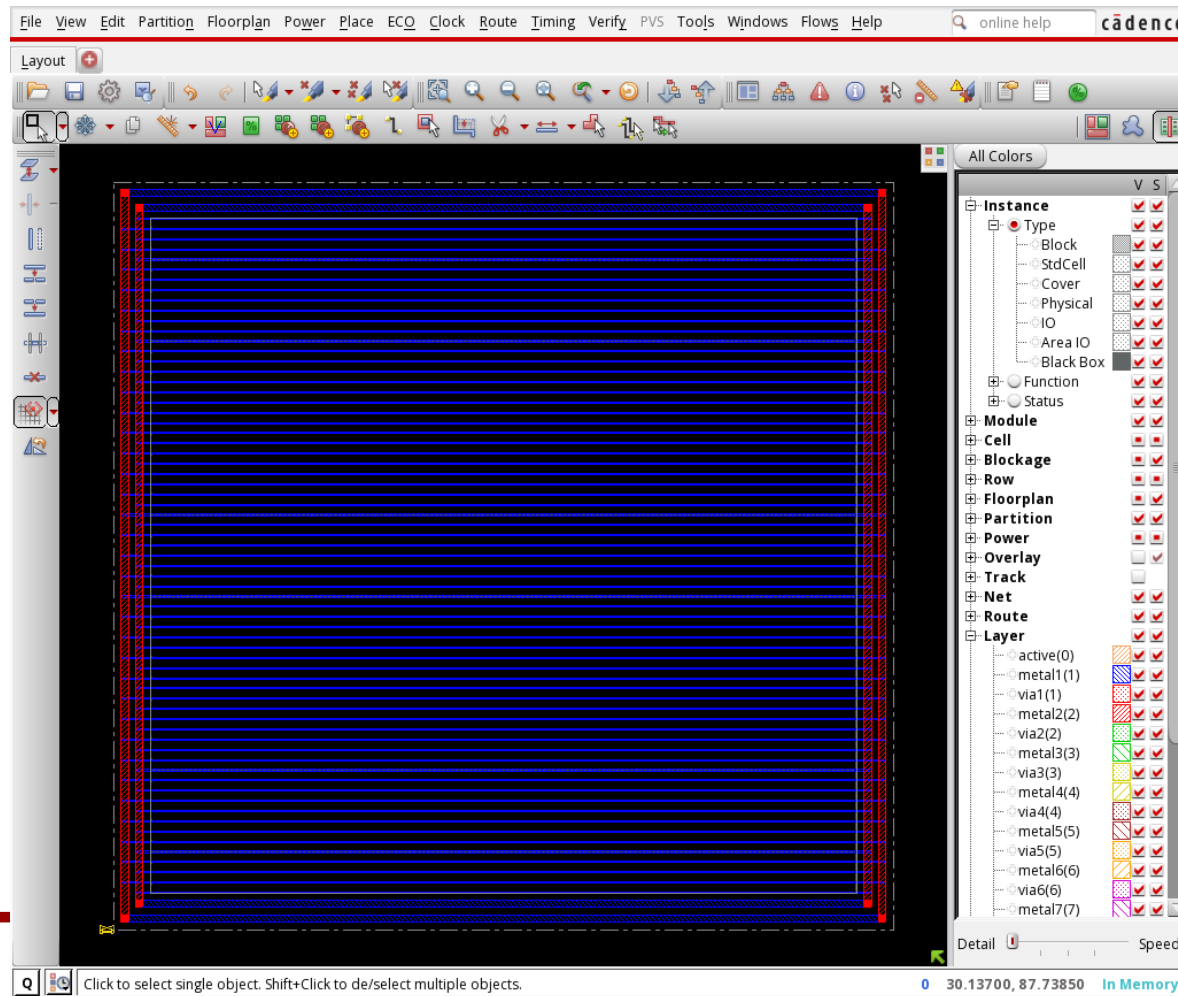 File View Edit Partition Floorplan Power Place ECO Clock Route Timing Verify PVS Tools Windows Flows Help online help cādence
Layout
All Colors
V S
Instance
Type
Block
StdCell
Cover
Physical
IO
Area IO
Black Box
Function
Status
Module
Cell
Blockage
Row
Floorplan
Partition
Power
Overlay
Track
Net
Route
Layer
active(0)
metal1(1)
via1(1)
metal2(2)
via2(2)
metal3(3)
via3(3)
metal4(4)
via4(4)
metal5(5)
via5(5)
metal6(6)
via6(6)
metal7(7)
Detail Speed
Q Click to select single object. Shift+Click to de/select multiple objects. 0 30.13700, 87.73850 In Memory